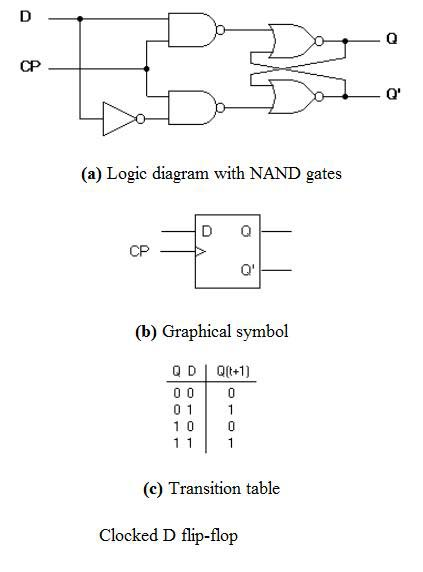 D
Q
CP
Q'
(a) Logic diagram with NAND gates
D Q
CP
Q'
(b) Graphical symbol
Q D Q(t+1)
0 0 0
0 1 1
1 0 0
1 1 1
(c) Transition table
Clocked D flip-flop